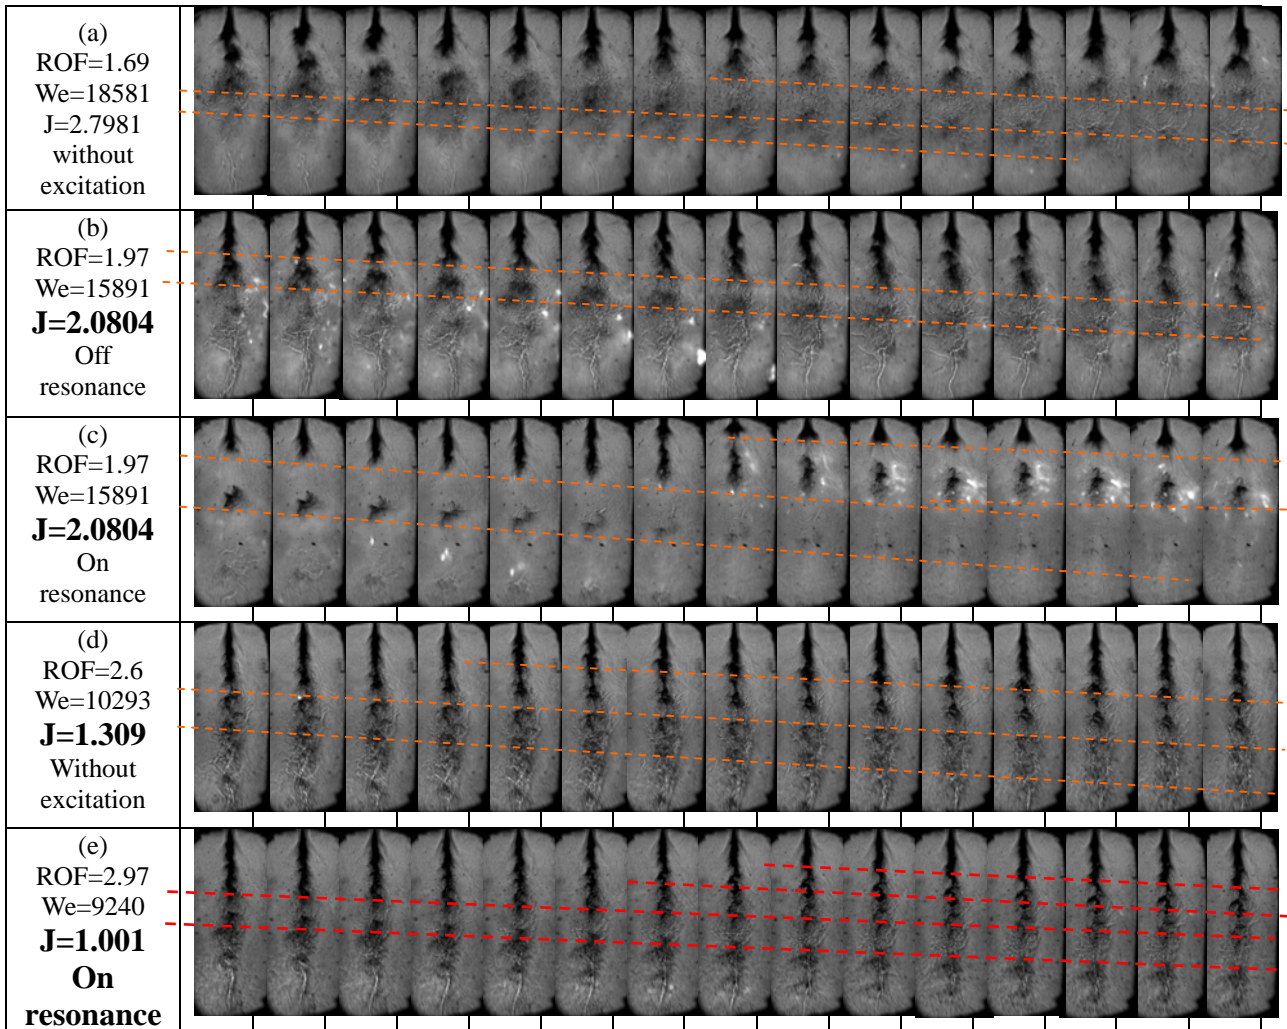 (a)
ROF=1.69
We=18581
J=2.7981
without
excitation
(b)
ROF=1.97
We=15891
J=2.0804
Off
resonance
(c)
ROF=1.97
We=15891
J=2.0804
On
resonance
(d)
ROF=2.6
We=10293
J=1.309
Without
excitation
(e)
ROF=2.97
We=9240
J=1.001
On
resonance